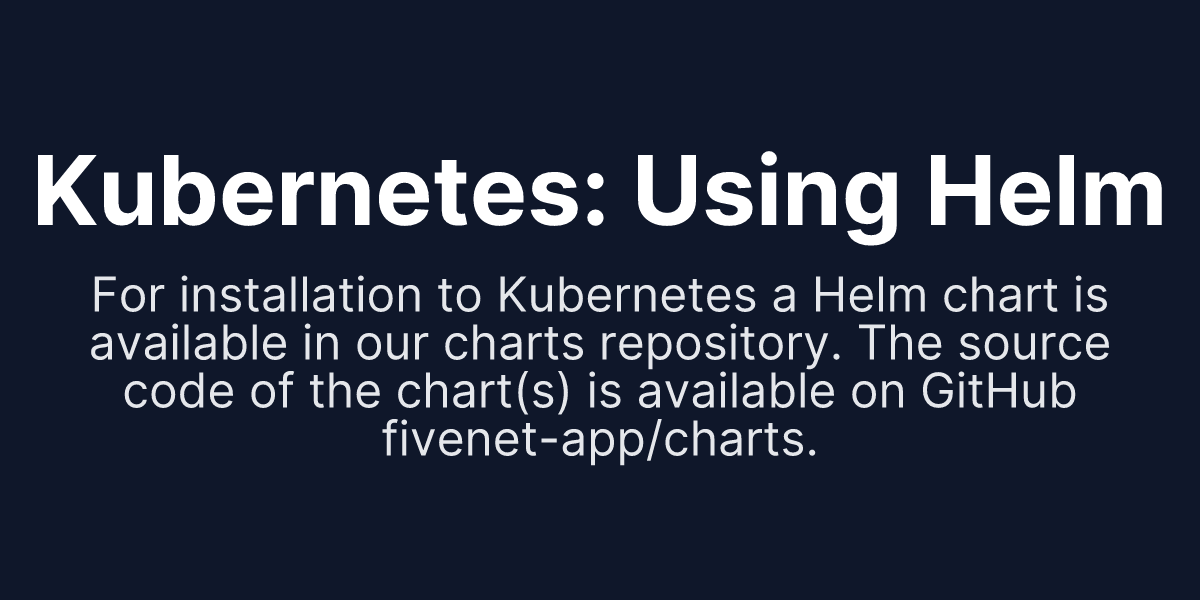 Kubernetes: Using Helm
For installation to Kubernetes a Helm chart is
available in our charts repository. The source
code of the chart(s) is available on GitHub
fivenet-app/charts.